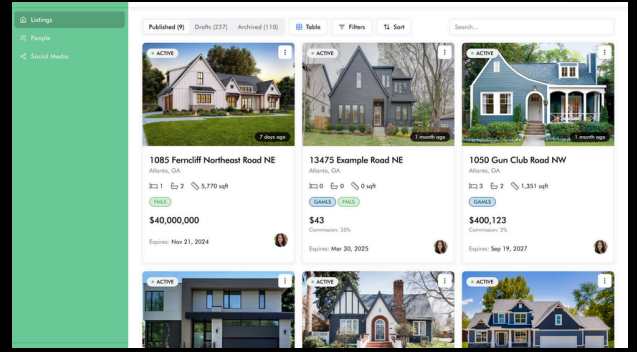 Listings
People
Social Media
Published (9) Drafts (237) Archived (110) Table Filters Sort Search...
ACTIVE
7 days ago
1085 Ferncliff Northeast Road NE
Atlanta, GA
1 2 5,770 sqft
FMLS
$40,000,000
Expires: Nov 21, 2024
ACTIVE
1 month ago
13475 Example Road NE
Atlanta, GA
0 0 0 sqft
GAMLS FMLS
$43
Commission: 35%
Expires: Mar 30, 2025
ACTIVE
1 month ago
1050 Gun Club Road NW
Atlanta, GA
3 2 1,351 sqft
GAMLS
$400,123
Commission: 2%
Expires: Sep 19, 2027
ACTIVE
ACTIVE
ACTIVE